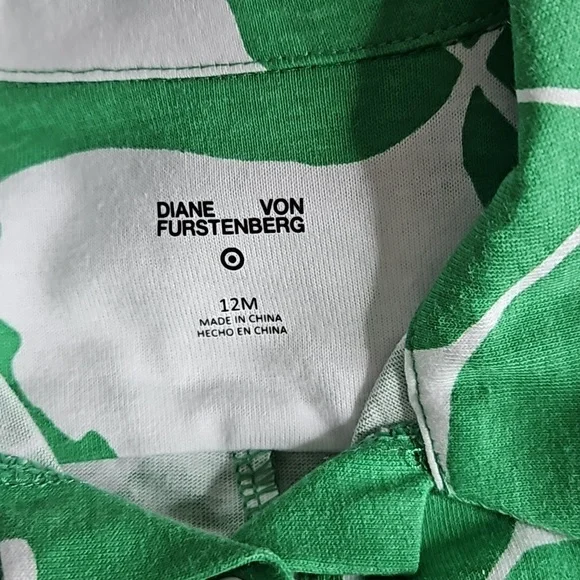 DIANE VON
FURSTENBERG
12M
MADE IN CHINA
HECHO EN CHINA